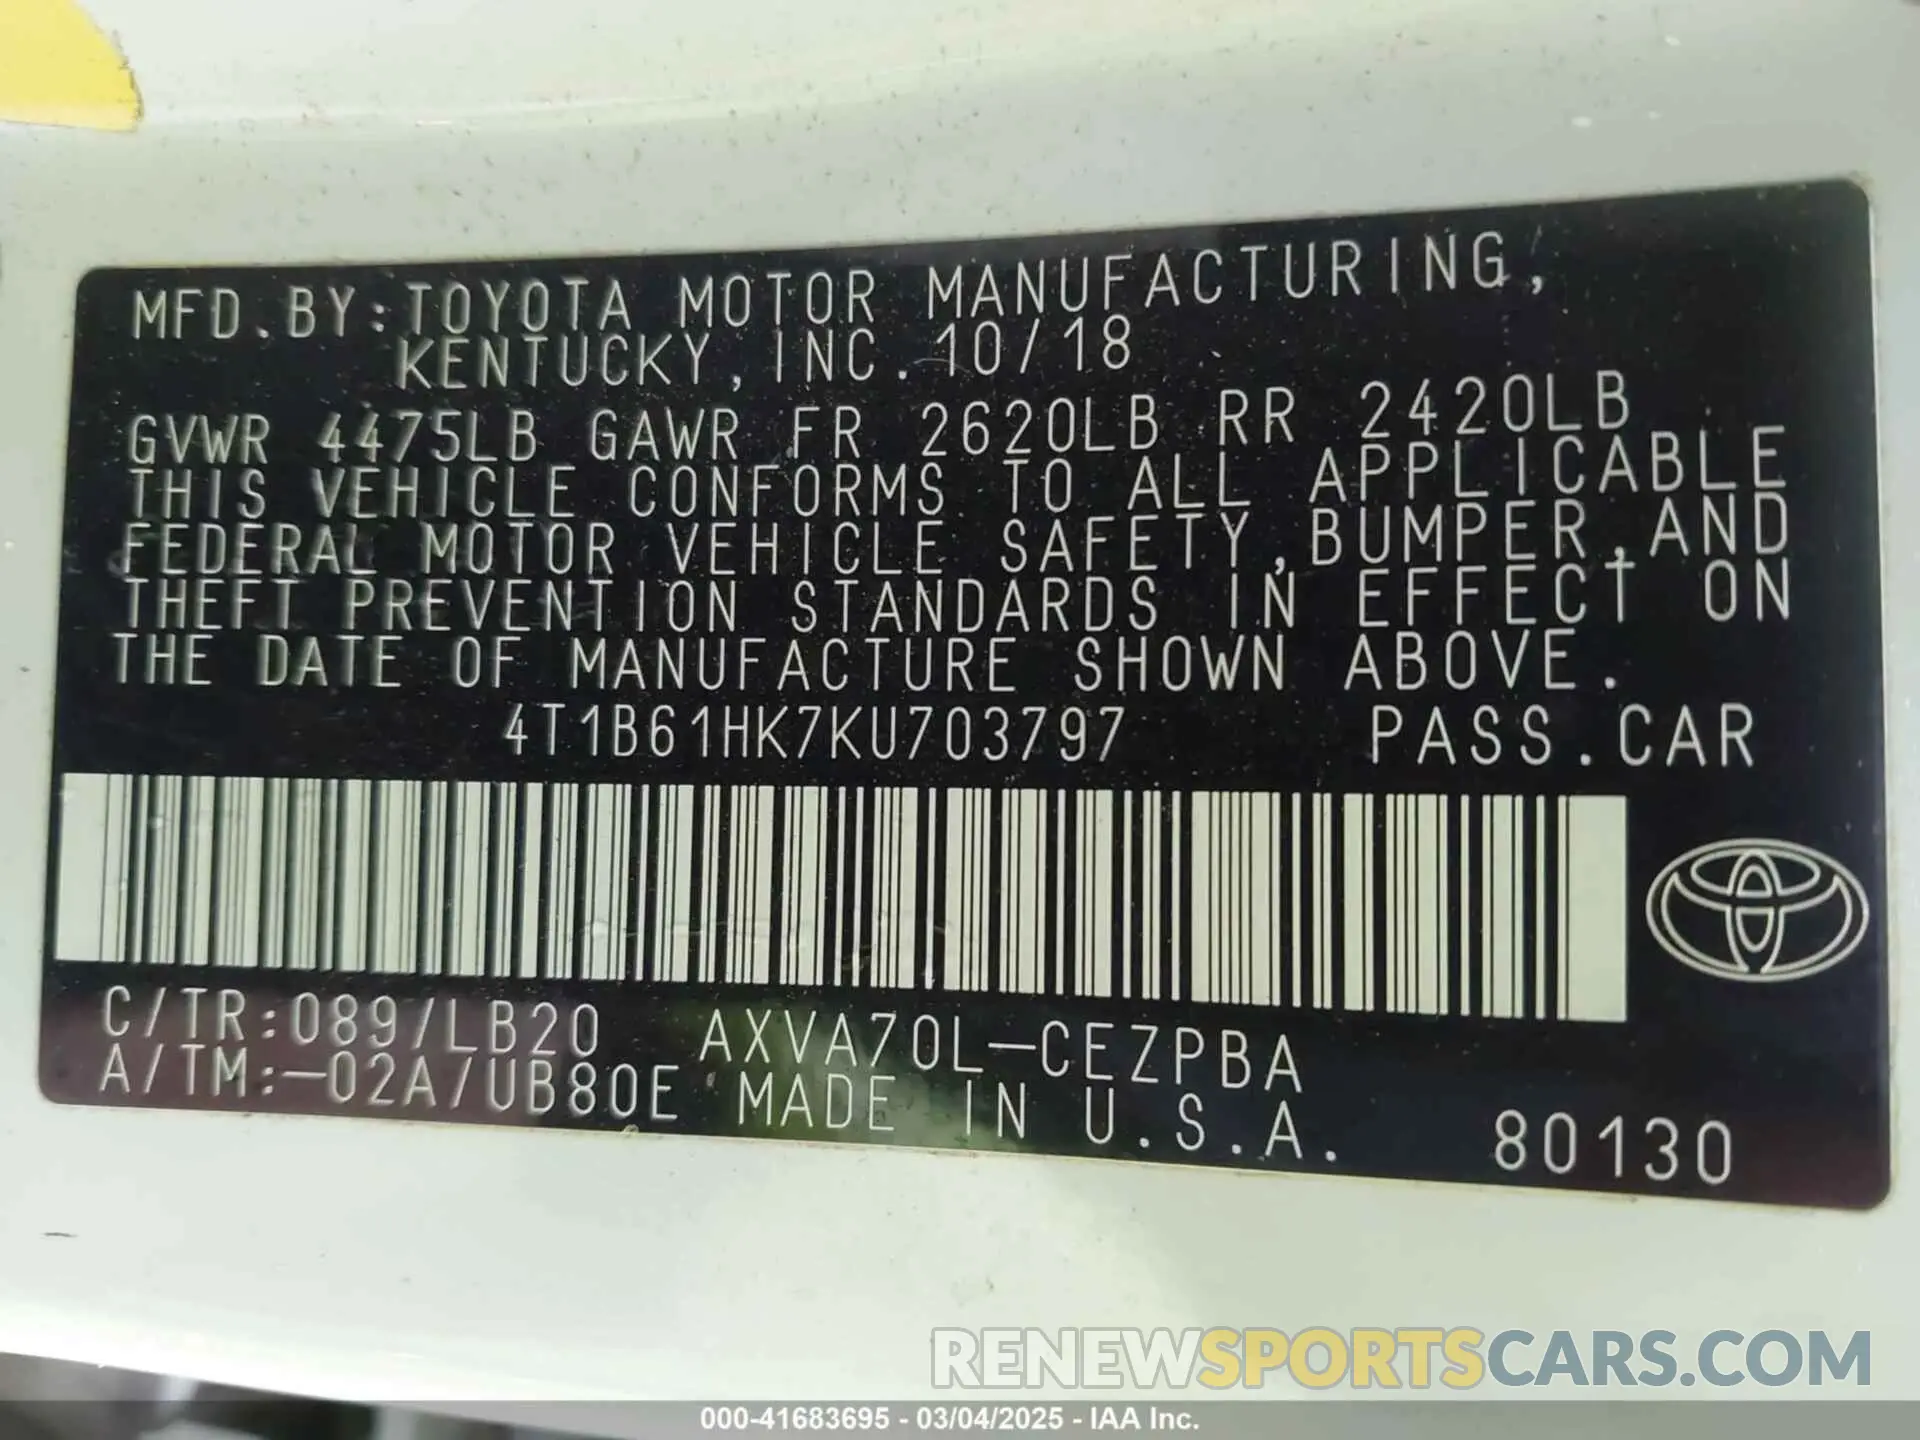 MFD.BY:TOYOTA MOTOR MANUFACTURING,
KENTUCKY,INC. 10/18
GVWR 4475LB GAWR FR 2620LB RR 2420LB
THIS VEHICLE CONFORMS TO ALL APPLICABLE
FEDERAL MOTOR VEHICLE SAFETY,BUMPER,AND
THEFT PREVENTION STANDARDS IN EFFECT ON
THE DATE OF MANUFACTURE SHOWN ABOVE.
4T1B61HK7KU703797 PASS.CAR
C/TR:089/LB20 AXVA70L-CEZPBA
A/TM:-02A/UB80E MADE IN U.S.A. 80130
RENEWSPORTSCARS.COM
000-41683695 - 03/04/2025 - IAA Inc.